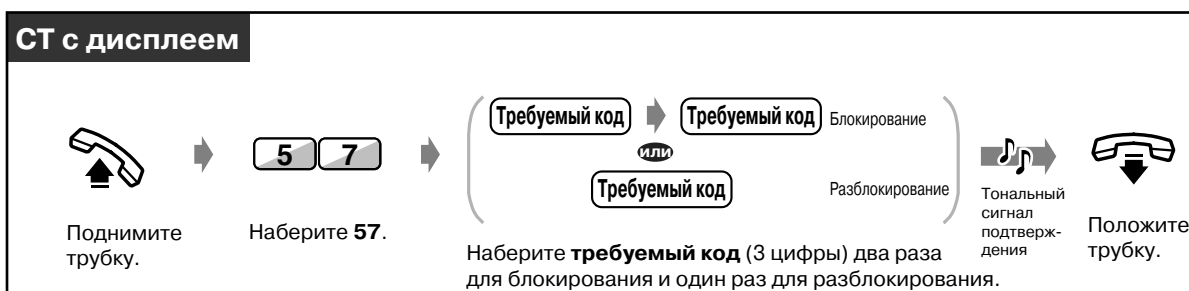 СТ с дисплеем
Требуемый код Требуемый код Блокирование
5 7 или
Требуемый код Разблокирование
Поднимите
трубку.
Наберите 57.
Наберите требуемый код (3 цифры) два раза
для блокирования и один раз для разблокирования.
Тональный
сигнал
подтверж-
дения
Положите
трубку.